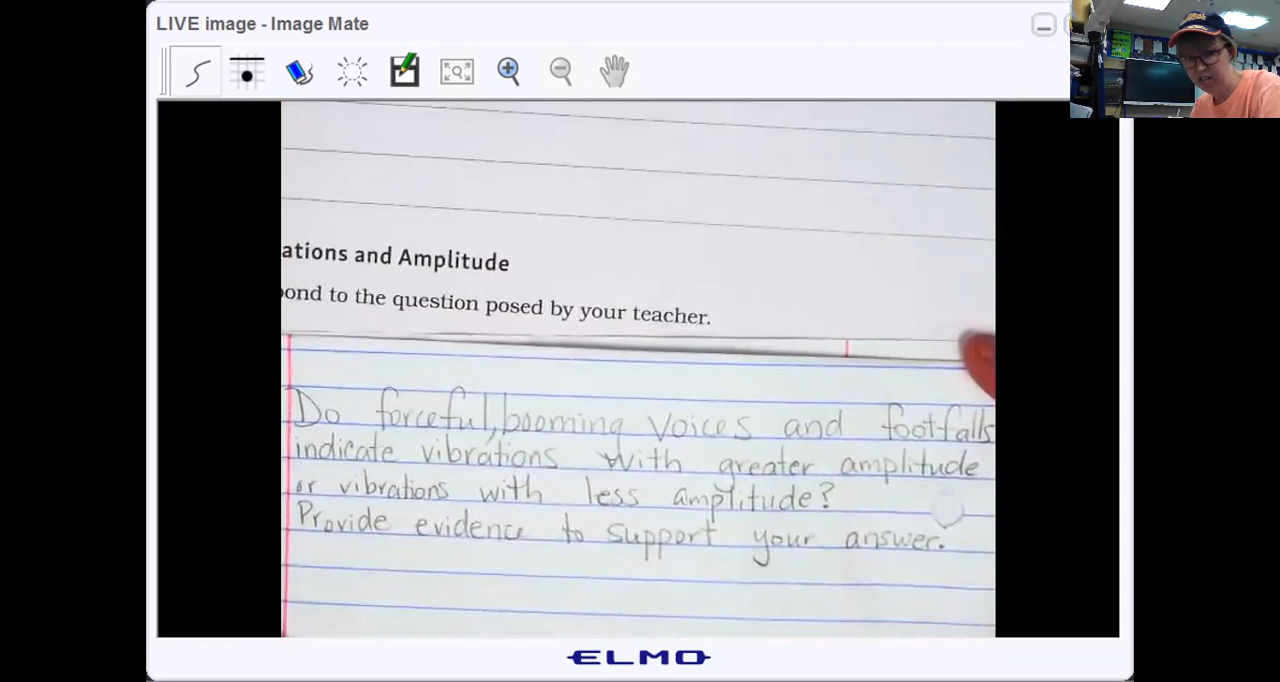 LIVE image - Image Mate
ations and Amplitude
ond to the question posed by your teacher.
Do forceful, booming voices and footfalls
indicate vibrations with greater amplitude
or vibrations with less amplitude?
Provide evidence to support your answer.
ELMO